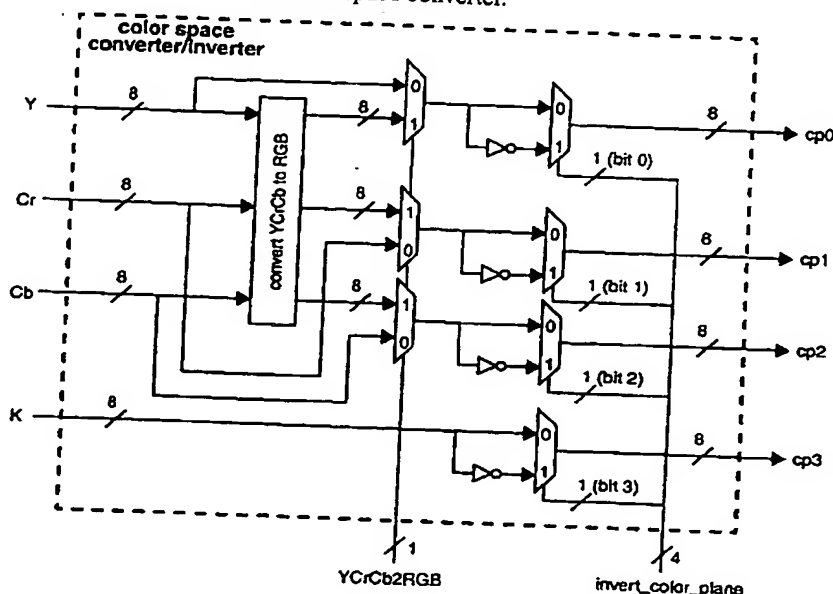 converter.
color space
converter/inverter
Y
8
0
1
8
convert YCrCb to RGB
0
1
8
cp0
1 (bit 0)
Cr
8
8
1
0
0
1
8
cp1
1 (bit 1)
Cb
8
8
1
0
0
1
8
cp2
1 (bit 2)
K
8
0
1
8
cp3
1 (bit 3)
1
4
YCrCb2RGB
invert_color_plane